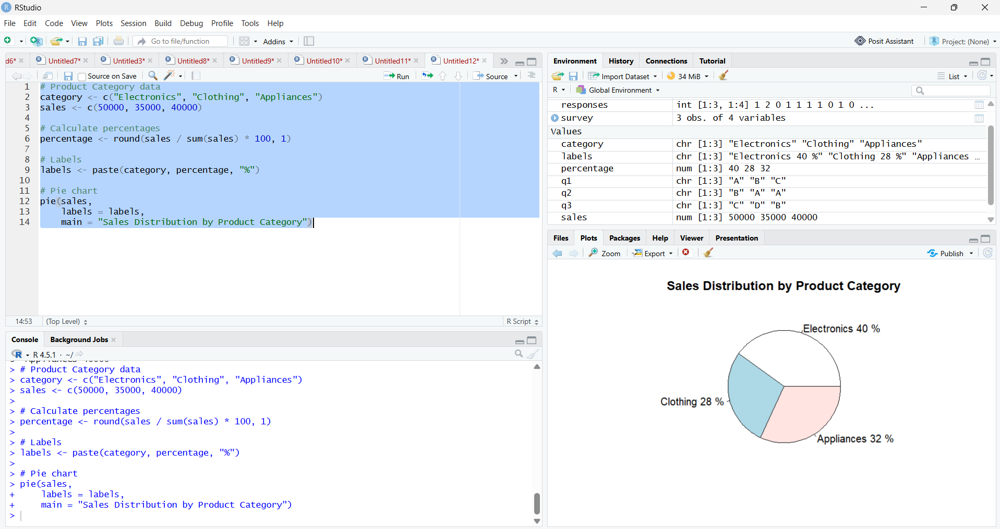 RStudio
File Edit Code View Plots Session Build Debug Profile Tools Help
Go to file/function Addins Posit Assistant Project: (None)
d6* Untitled7* Untitled3* Untitled8* Untitled9* Untitled10* Untitled11* Untitled12*
Source on Save Run Source
1 # Product Category data
2 category <- c("Electronics", "Clothing", "Appliances")
3 sales <- c(50000, 35000, 40000)
4
5 # Calculate percentages
6 percentage <- round(sales / sum(sales) * 100, 1)
7
8 # Labels
9 labels <- paste(category, percentage, "%")
10
11 # Pie chart
12 pie(sales,
13     labels = labels,
14     main = "Sales Distribution by Product Category")
14:53 (Top Level) R Script
Console Background Jobs
R 4.5.1 · ~/
> # Product Category data
> category <- c("Electronics", "Clothing", "Appliances")
> sales <- c(50000, 35000, 40000)
>
> # Calculate percentages
> percentage <- round(sales / sum(sales) * 100, 1)
>
> # Labels
> labels <- paste(category, percentage, "%")
>
> # Pie chart
> pie(sales,
+     labels = labels,
+     main = "Sales Distribution by Product Category")
>
Environment History Connections Tutorial
Import Dataset 34 MiB List
R Global Environment
responses int [1:3, 1:4] 1 2 0 1 1 1 1 0 1 0 ...
survey 3 obs. of 4 variables
Values
category chr [1:3] "Electronics" "Clothing" "Appliances"
labels chr [1:3] "Electronics 40 %" "Clothing 28 %" "Appliances …
percentage num [1:3] 40 28 32
q1 chr [1:3] "A" "B" "C"
q2 chr [1:3] "B" "A" "A"
q3 chr [1:3] "C" "D" "B"
sales num [1:3] 50000 35000 40000
Files Plots Packages Help Viewer Presentation
Zoom Export Publish
Sales Distribution by Product Category
Electronics 40 %
Clothing 28 %
Appliances 32 %